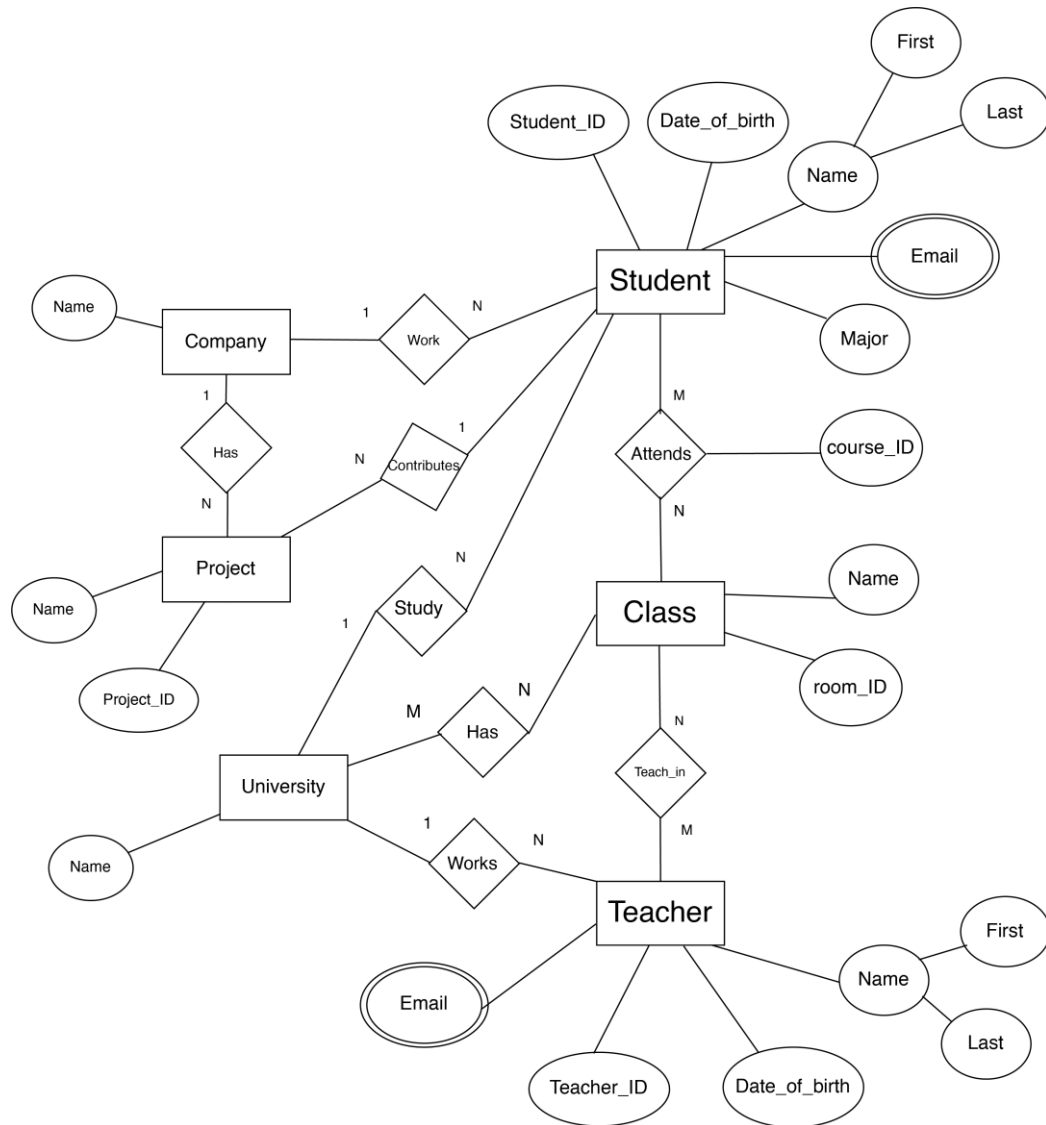 First
Last
Student_ID
Date_of_birth
Name
Email
Student
Name
1
N
Company
Work
Major
1
M
1
Has
N
Contributes
Attends
course_ID
N
N
Project
N
Name
Name
Study
Class
1
Project_ID
room_ID
N
M
Has
N
University
Teach_in
1
M
Name
Works
N
Teacher
First
Email
Name
Last
Teacher_ID
Date_of_birth